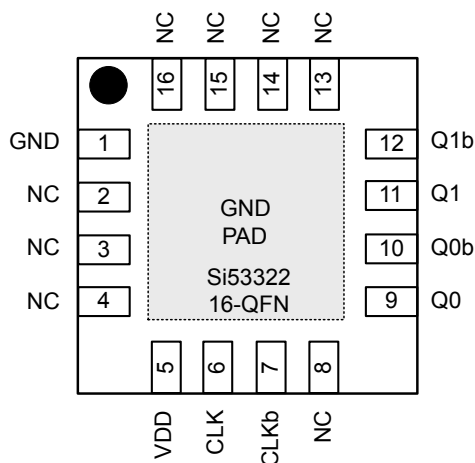 NC NC NC NC
16 15 14 13
GND 1 12 Q1b
NC 2 11 Q1
NC 3 10 Q0b
NC 4 9 Q0
GND
PAD
Si53322
16-QFN
5 6 7 8
VDD CLK CLKb NC